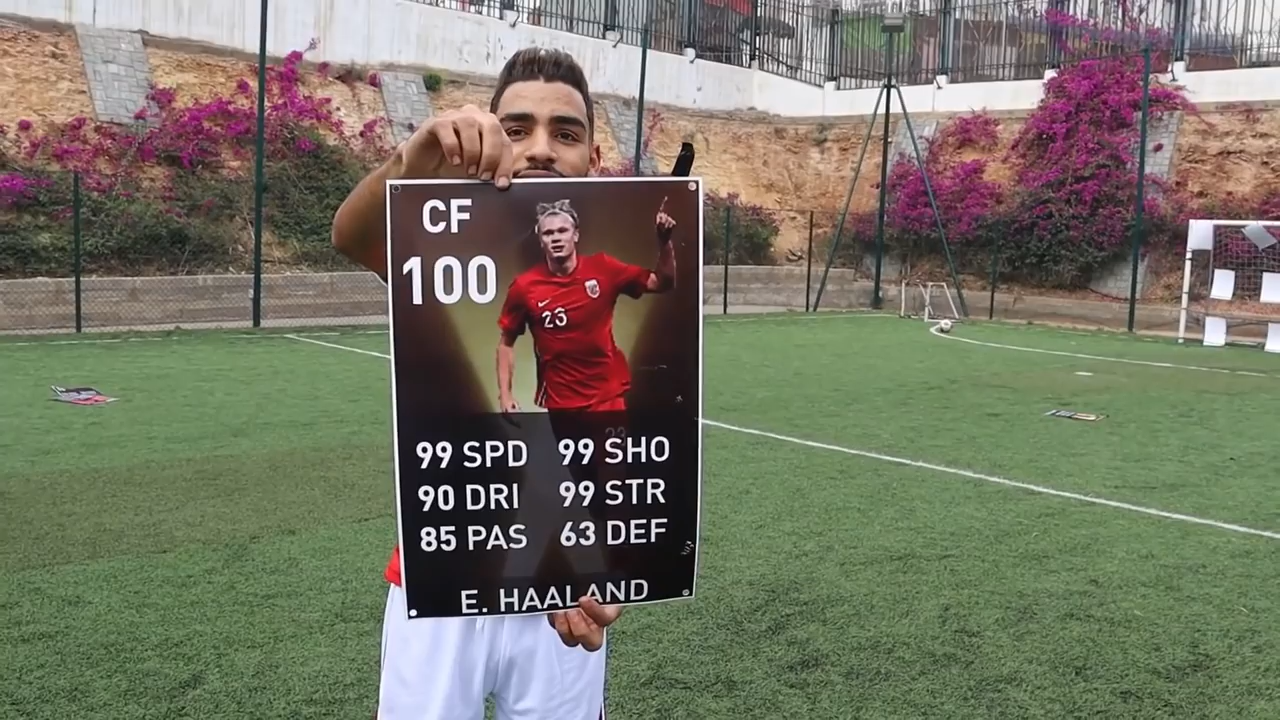 CF
100
23
99 SPD 99 SHO
90 DRI 99 STR
85 PAS 63 DEF
E. HAALAND